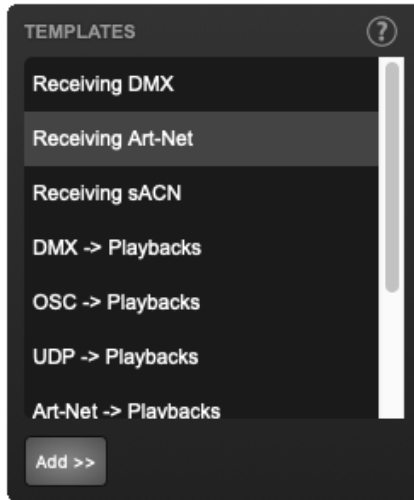 TEMPLATES ?
Receiving DMX
Receiving Art-Net
Receiving sACN
DMX -> Playbacks
OSC -> Playbacks
UDP -> Playbacks
Art-Net -> Playbacks
Add >>